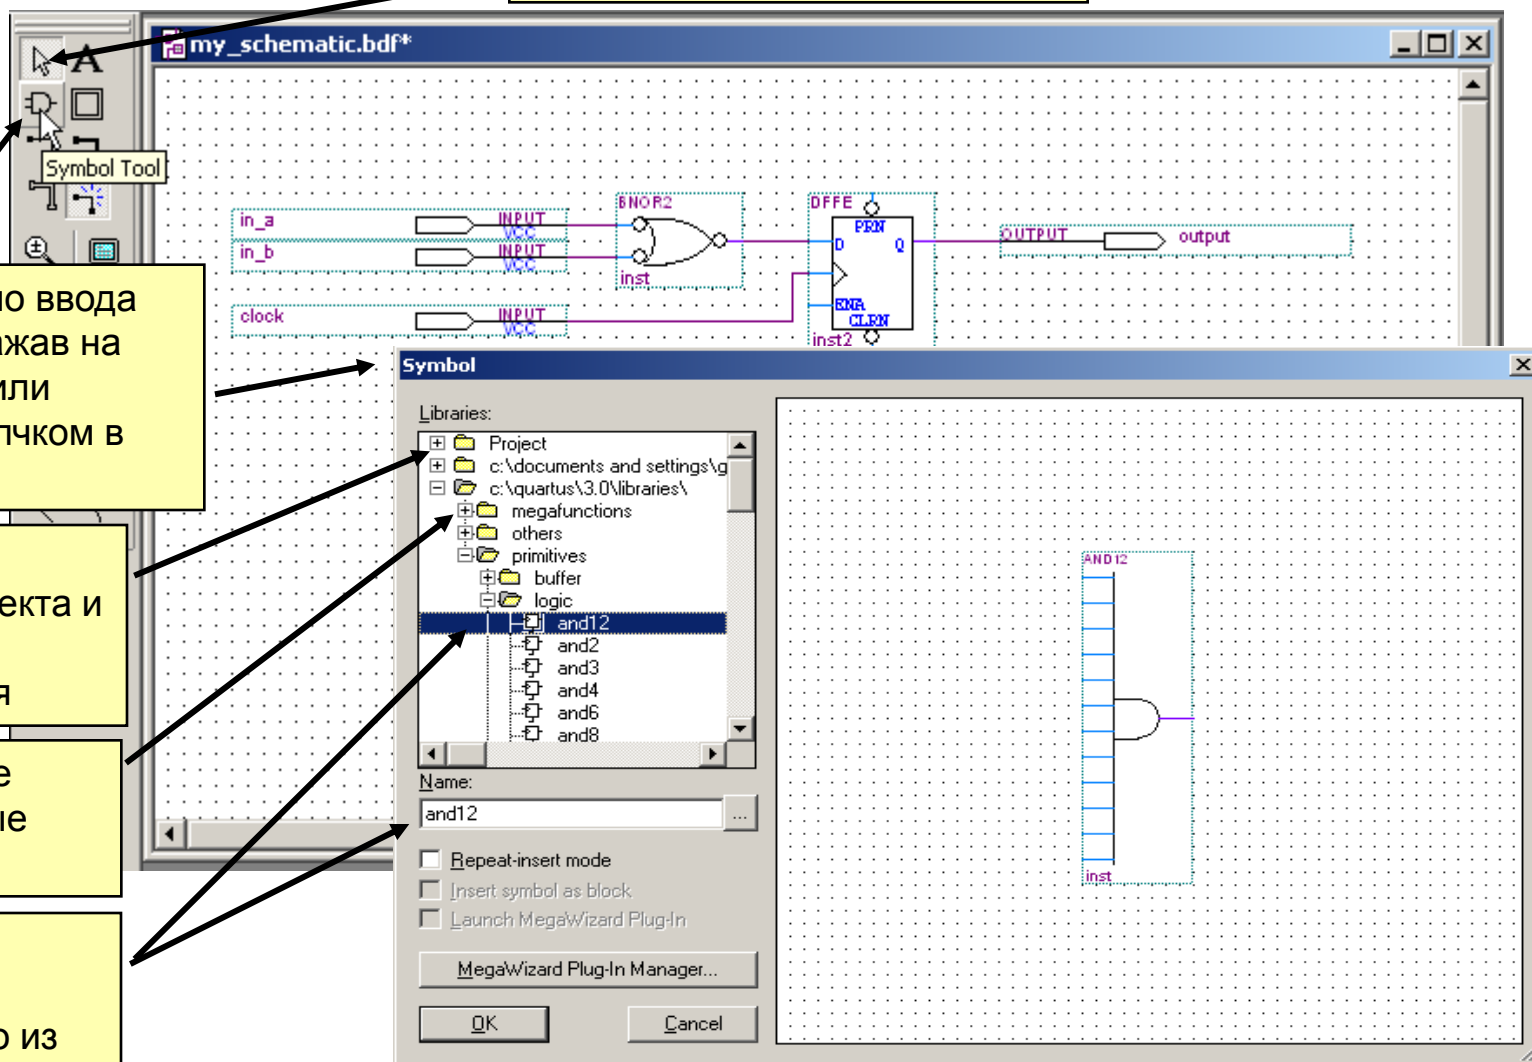 my_schematic.bdf*
A
Symbol Tool
in_a
INPUT
VCC
in_b
INPUT
VCC
clock
INPUT
VCC
BNOR2
inst
DFFE
PRN
D
Q
ENA
CLRN
inst2
OUTPUT
output
о ввода
ажав на
или
лчком в
екта и
я
е
ые
о из
Symbol
Libraries:
Project
c:\documents and settings\g
c:\quartus\3.0\libraries\
megafunctions
others
primitives
buffer
logic
and12
and2
and3
and4
and6
and8
Name:
and12
...
Repeat-insert mode
Insert symbol as block
Launch MegaWizard Plug-In
MegaWizard Plug-In Manager...
OK
Cancel
AND12
inst